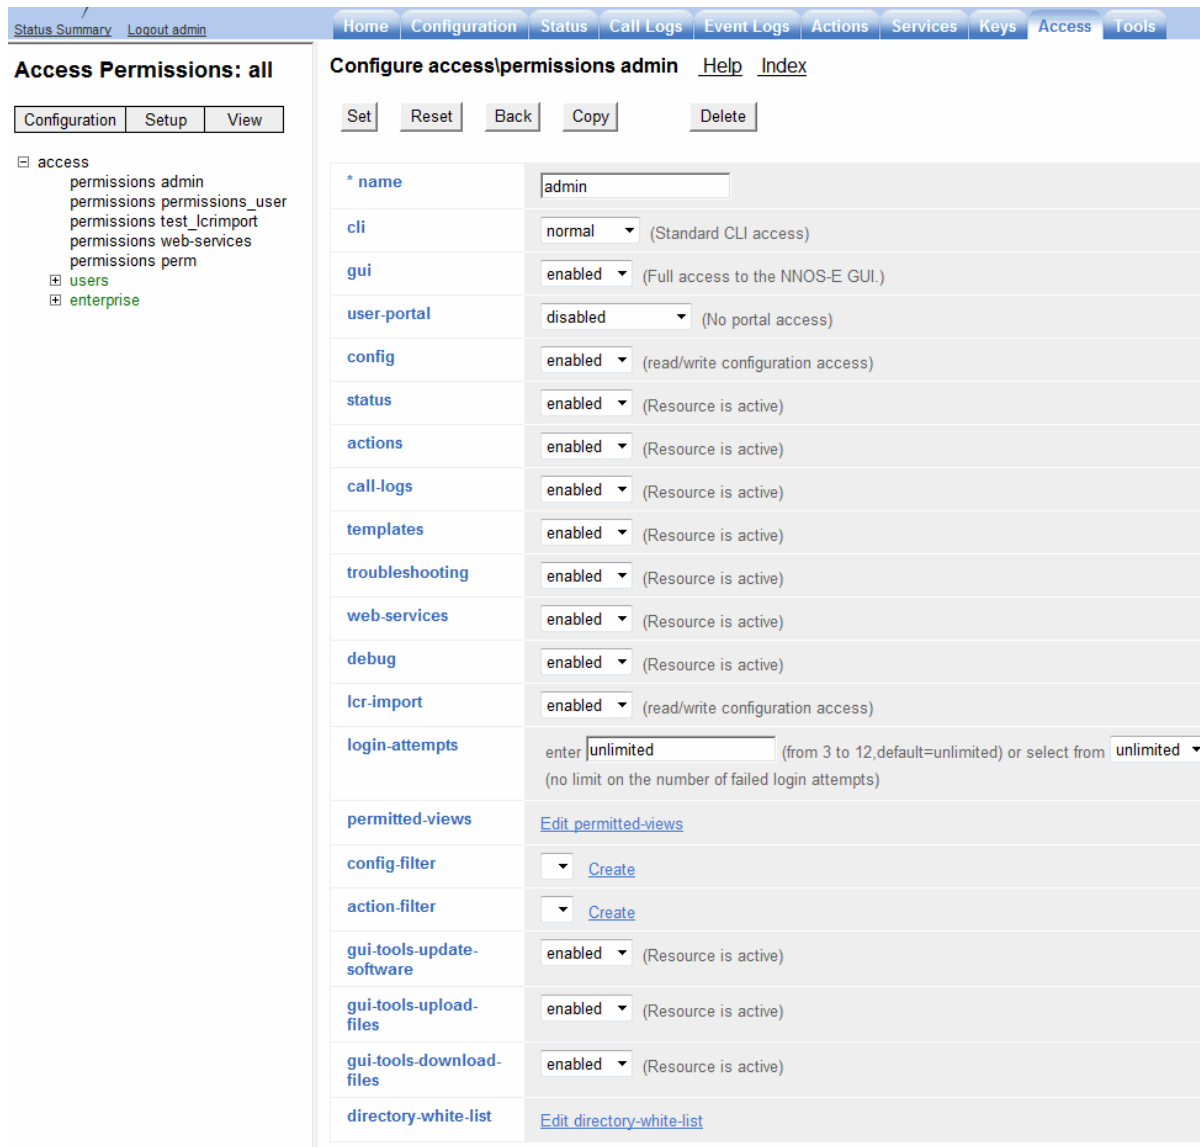 Status Summary Logout admin
Home Configuration Status Call Logs Event Logs Actions Services Keys Access Tools
Access Permissions: all
Configuration Setup View
access
permissions admin
permissions permissions_user
permissions test_lcrimport
permissions web-services
permissions perm
users
enterprise
Configure access\permissions admin Help Index
Set Reset Back Copy Delete
* name admin
cli normal (Standard CLI access)
gui enabled (Full access to the NNOS-E GUI.)
user-portal disabled (No portal access)
config enabled (read/write configuration access)
status enabled (Resource is active)
actions enabled (Resource is active)
call-logs enabled (Resource is active)
templates enabled (Resource is active)
troubleshooting enabled (Resource is active)
web-services enabled (Resource is active)
debug enabled (Resource is active)
lcr-import enabled (read/write configuration access)
login-attempts enter unlimited (from 3 to 12,default=unlimited) or select from unlimited
(no limit on the number of failed login attempts)
permitted-views Edit permitted-views
config-filter Create
action-filter Create
gui-tools-update-
software enabled (Resource is active)
gui-tools-upload-
files enabled (Resource is active)
gui-tools-download-
files enabled (Resource is active)
directory-white-list Edit directory-white-list